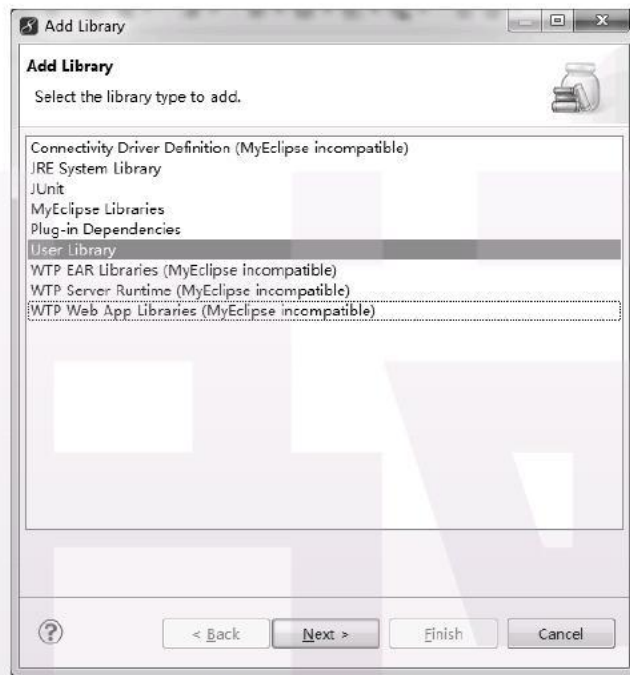 Add Library
Add Library
Select the library type to add.
Connectivity Driver Definition (MyEclipse incompatible)
JRE System Library
JUnit
MyEclipse Libraries
Plug-in Dependencies
User Library
WTP EAR Libraries (MyEclipse incompatible)
WTP Server Runtime (MyEclipse incompatible)
WTP Web App Libraries (MyEclipse incompatible)
< Back
Next >
Finish
Cancel